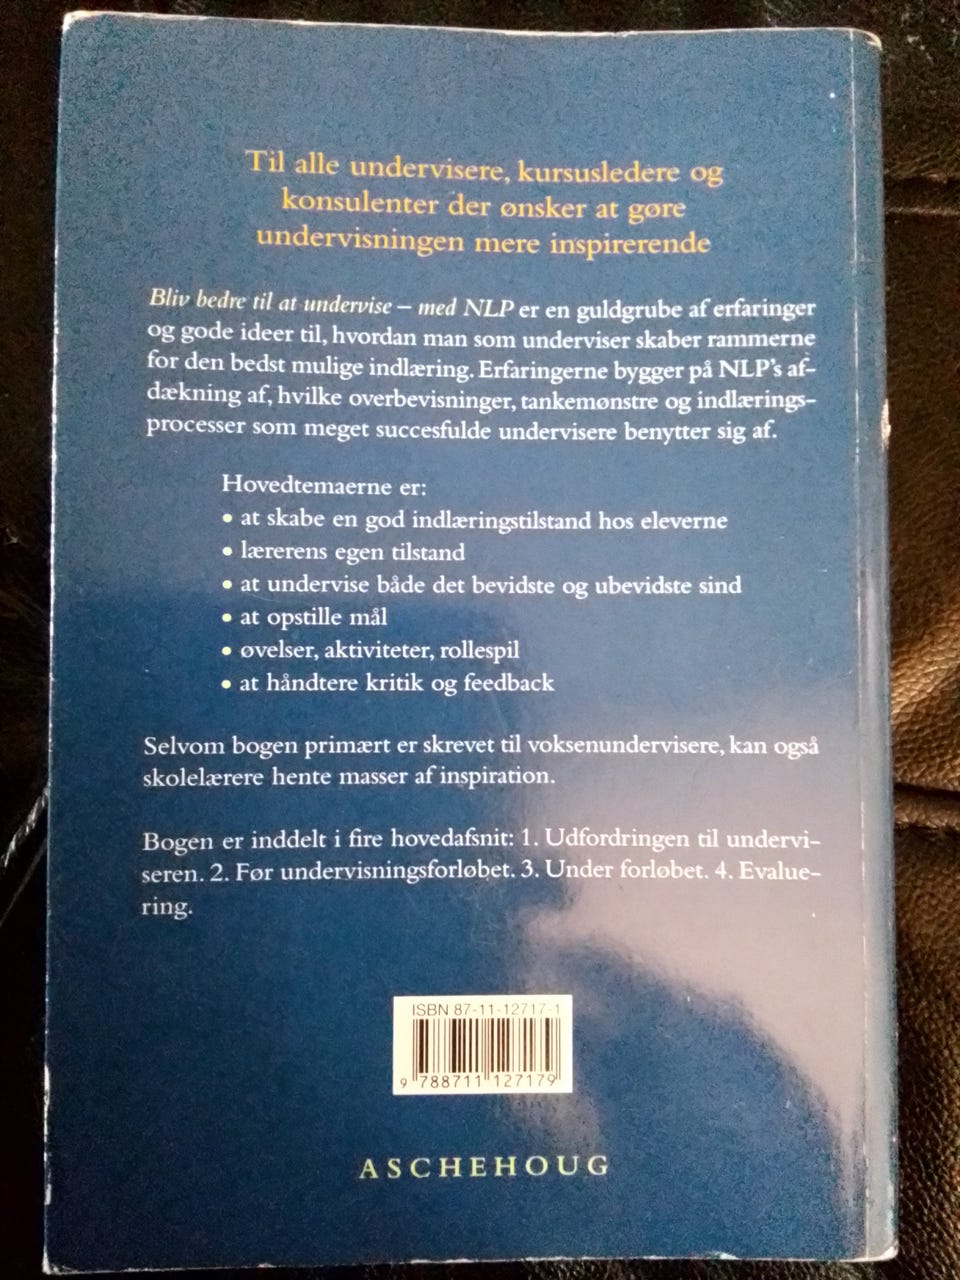 Til alle undervisere, kursusledere og
konsulenter der ønsker at gøre
undervisningen mere inspirerende
Bliv bedre til at undervise – med NLP er en guldgrube af erfaringer
og gode ideer til, hvordan man som underviser skaber rammerne
for den bedst mulige indlæring. Erfaringerne bygger på NLP's af-
dækning af, hvilke overbevisninger, tankemønstre og indlærings-
processer som meget succesfulde undervisere benytter sig af.
Hovedtemaerne er:
• at skabe en god indlæringstilstand hos eleverne
• lærerens egen tilstand
• at undervise både det bevidste og ubevidste sind
• at opstille mål
• øvelser, aktiviteter, rollespil
• at håndtere kritik og feedback
Selvom bogen primært er skrevet til voksenundervisere, kan også
skolelærere hente masser af inspiration.
Bogen er inddelt i fire hovedafsnit: 1. Udfordringen til undervi-
seren. 2. Før undervisningsforløbet. 3. Under forløbet. 4. Evalue-
ring.
ISBN 87-11-12717-1
9 788711 127179
ASCHEHOUG